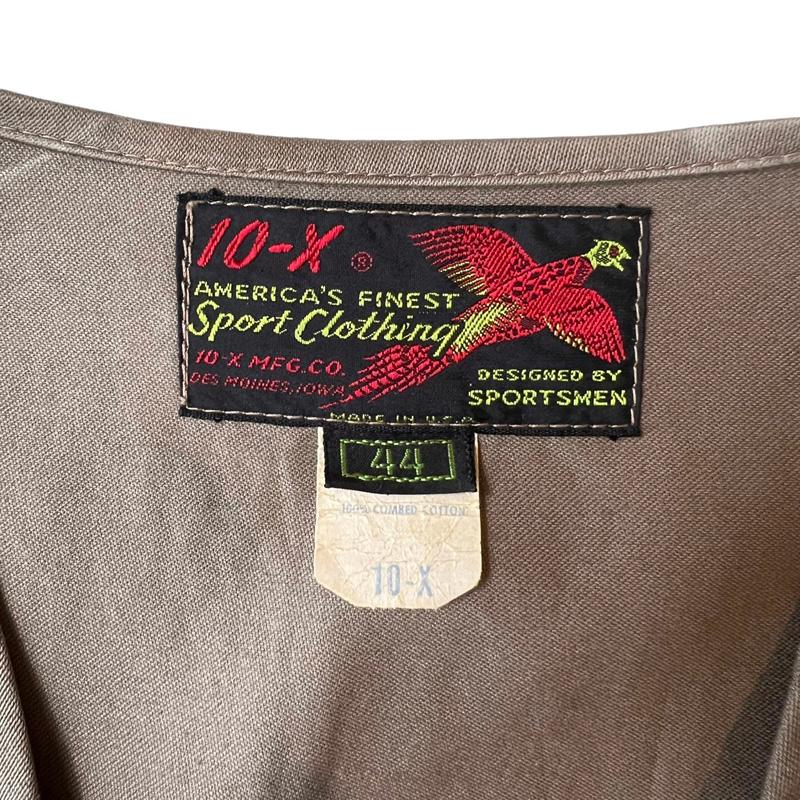 10-X ®
AMERICA'S FINEST
Sport Clothing
10-X MFG. CO.
DES MOINES, IOWA
DESIGNED BY
SPORTSMEN
MADE IN U.S.A.
44
100% COMBED COTTON
10-X